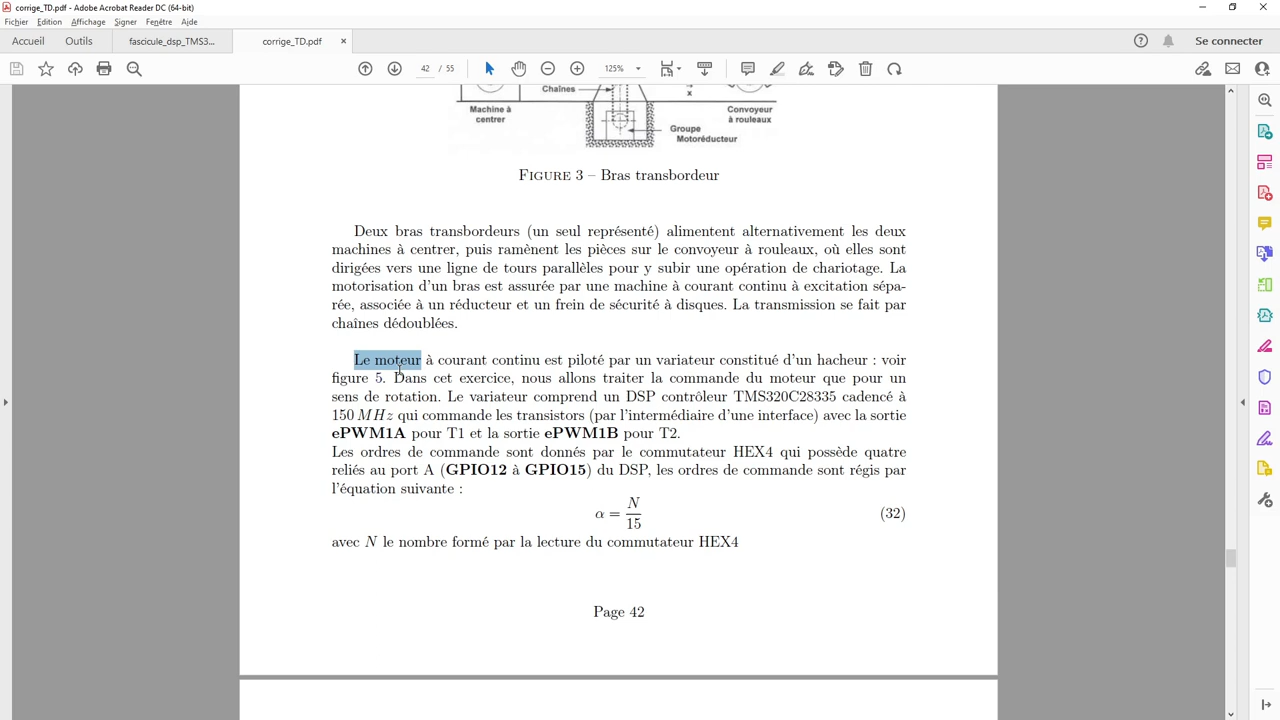 corrige_TD.pdf - Adobe Acrobat Reader DC (64-bit)
Fichier Edition Affichage Signer Fenêtre Aide
Accueil Outils fasciscule_dsp_TMS3... corrige_TD.pdf × Se connecter
42 / 55 125%
Chaînes
x
Machine à
centrer
Convoyeur
à rouleaux
Groupe
Motoréducteur
FIGURE 3 – Bras transbordeur
Deux bras transbordeurs (un seul représenté) alimentent alternativement les deux
machines à centrer, puis ramènent les pièces sur le convoyeur à rouleaux, où elles sont
dirigées vers une ligne de tours parallèles pour y subir une opération de chariotage. La
motorisation d'un bras est assurée par une machine à courant continu à excitation sépa-
rée, associée à un réducteur et un frein de sécurité à disques. La transmission se fait par
chaînes dédoublées.
Le moteur à courant continu est piloté par un variateur constitué d'un hacheur : voir
figure 5. Dans cet exercice, nous allons traiter la commande du moteur que pour un
sens de rotation. Le variateur comprend un DSP contrôleur TMS320C28335 cadencé à
150 MHz qui commande les transistors (par l'intermédiaire d'une interface) avec la sortie
ePWM1A pour T1 et la sortie ePWM1B pour T2.
Les ordres de commande sont donnés par le commutateur HEX4 qui possède quatre
reliés au port A (GPIO12 à GPIO15) du DSP, les ordres de commande sont régis par
l'équation suivante :
α = N/15 (32)
avec N le nombre formé par la lecture du commutateur HEX4
Page 42